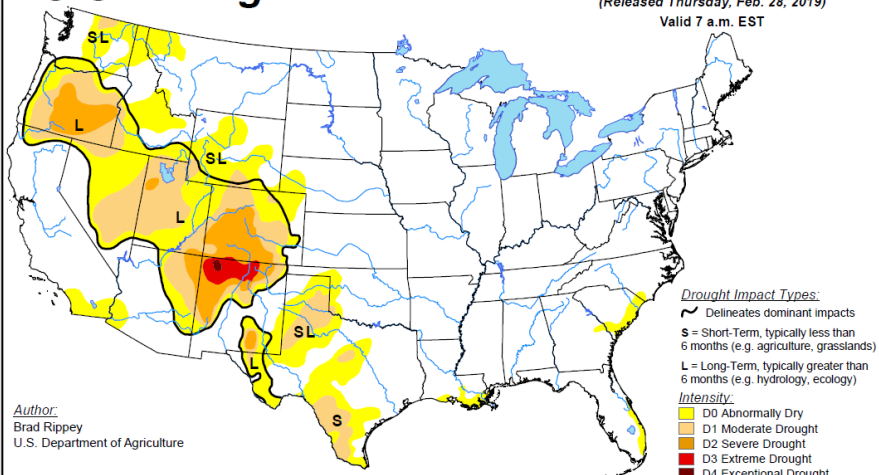 (Released Thursday, Feb. 28, 2019)
Valid 7 a.m. EST
SL
L
SL
L
SL
L
S
Drought Impact Types:
Delineates dominant impacts
S = Short-Term, typically less than
6 months (e.g. agriculture, grasslands)
L = Long-Term, typically greater than
6 months (e.g. hydrology, ecology)
Intensity:
D0 Abnormally Dry
D1 Moderate Drought
D2 Severe Drought
D3 Extreme Drought
D4 Exceptional Drought
Author:
Brad Rippey
U.S. Department of Agriculture